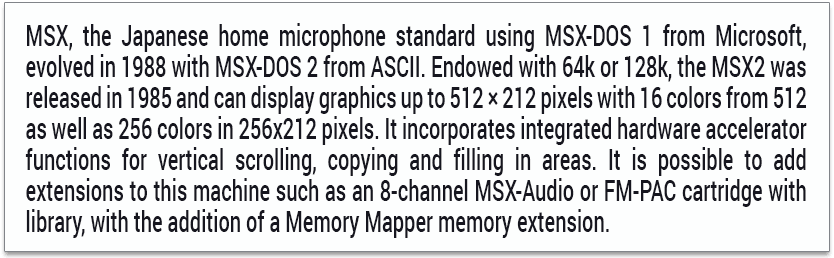 MSX, the Japanese home microphone standard using MSX-DOS 1 from Microsoft,
evolved in 1988 with MSX-DOS 2 from ASCII. Endowed with 64k or 128k, the MSX2 was
released in 1985 and can display graphics up to 512 × 212 pixels with 16 colors from 512
as well as 256 colors in 256x212 pixels. It incorporates integrated hardware accelerator
functions for vertical scrolling, copying and filling in areas. It is possible to add
extensions to this machine such as an 8-channel MSX-Audio or FM-PAC cartridge with
library, with the addition of a Memory Mapper memory extension.